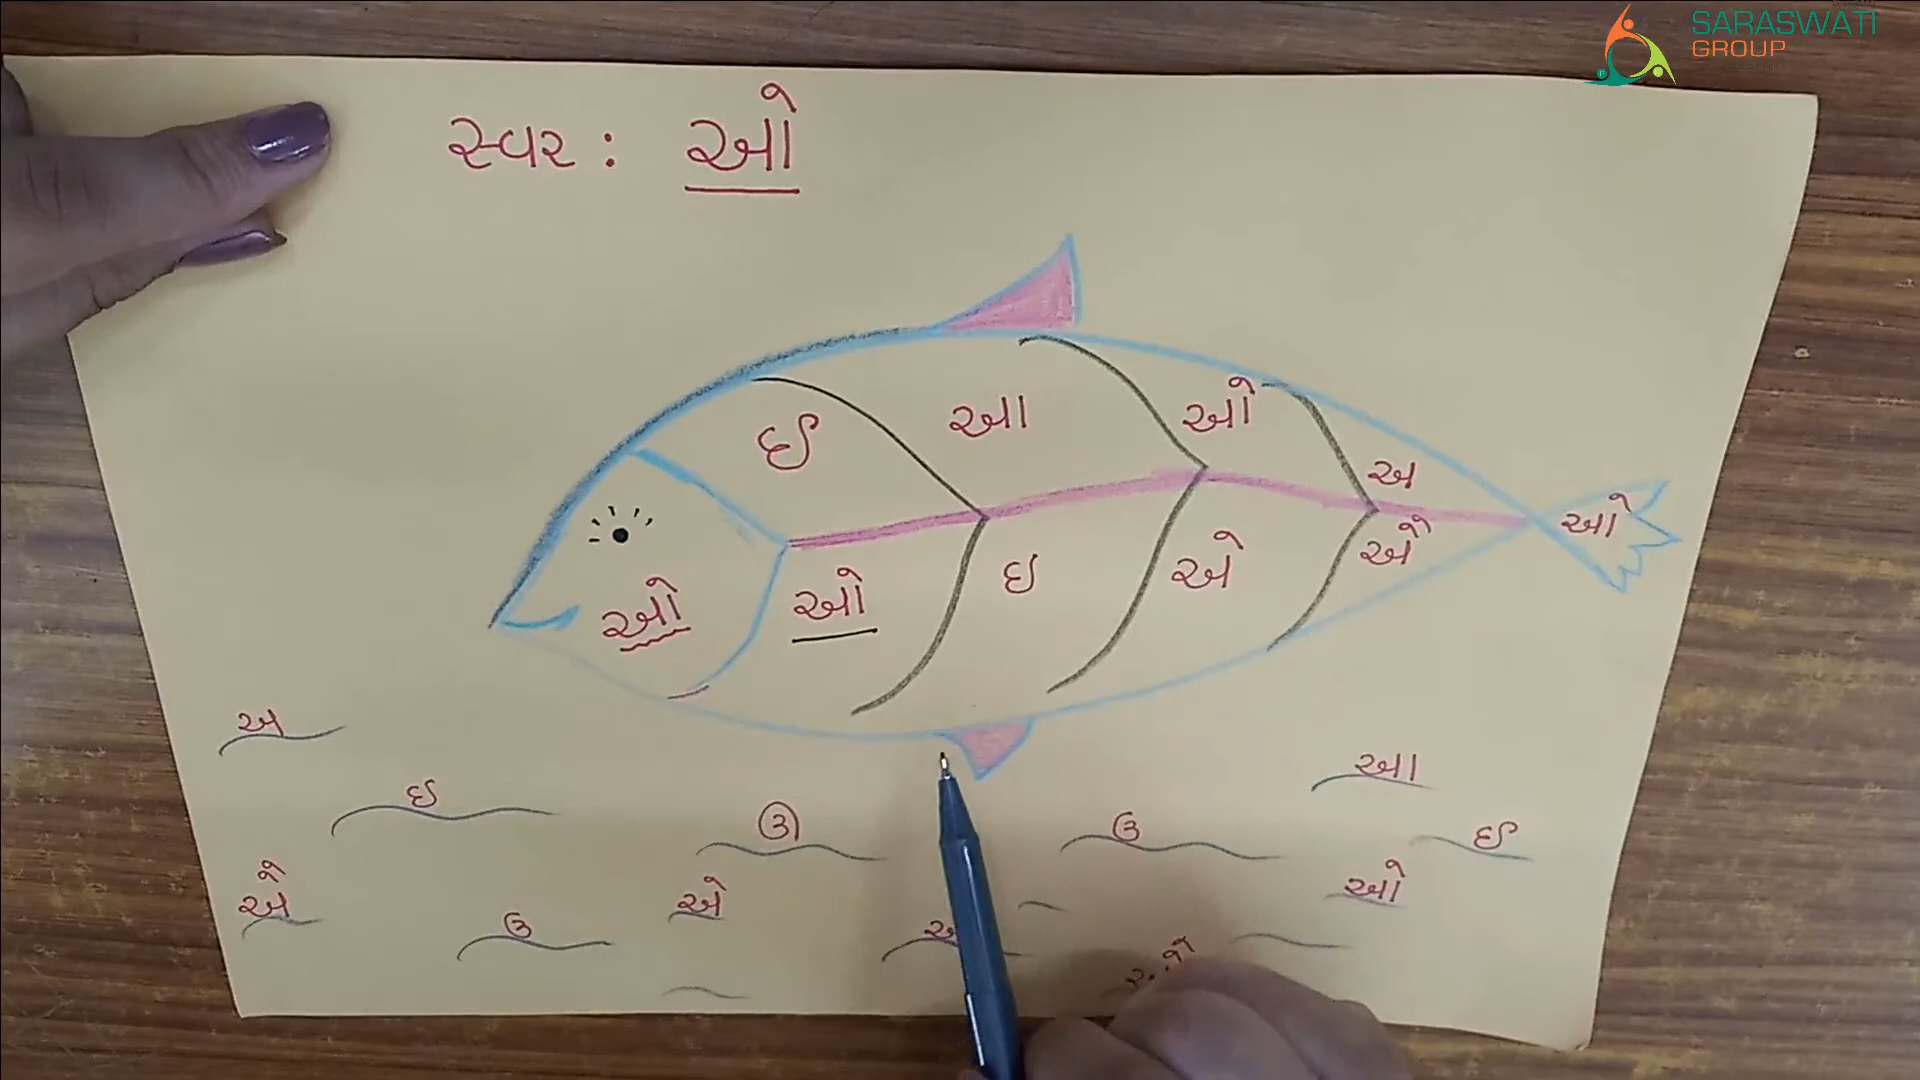 SARASWATI
GROUP
સ્વર : ઓ
ઈ
આ
ઓ
અ
ઓ
ઓ
ઓ
ઇ
એ
ઐ
અ
ઇ
ઊ
ઉ
આ
ઈ
ઐ
ઉ
એ
ઓ